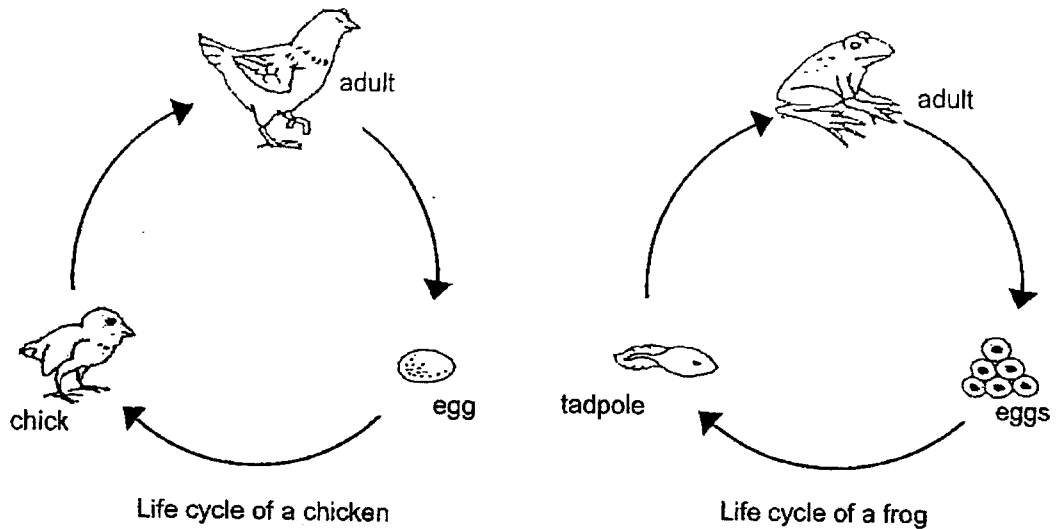 adult
chick
egg
Life cycle of a chicken
adult
tadpole
eggs
Life cycle of a frog